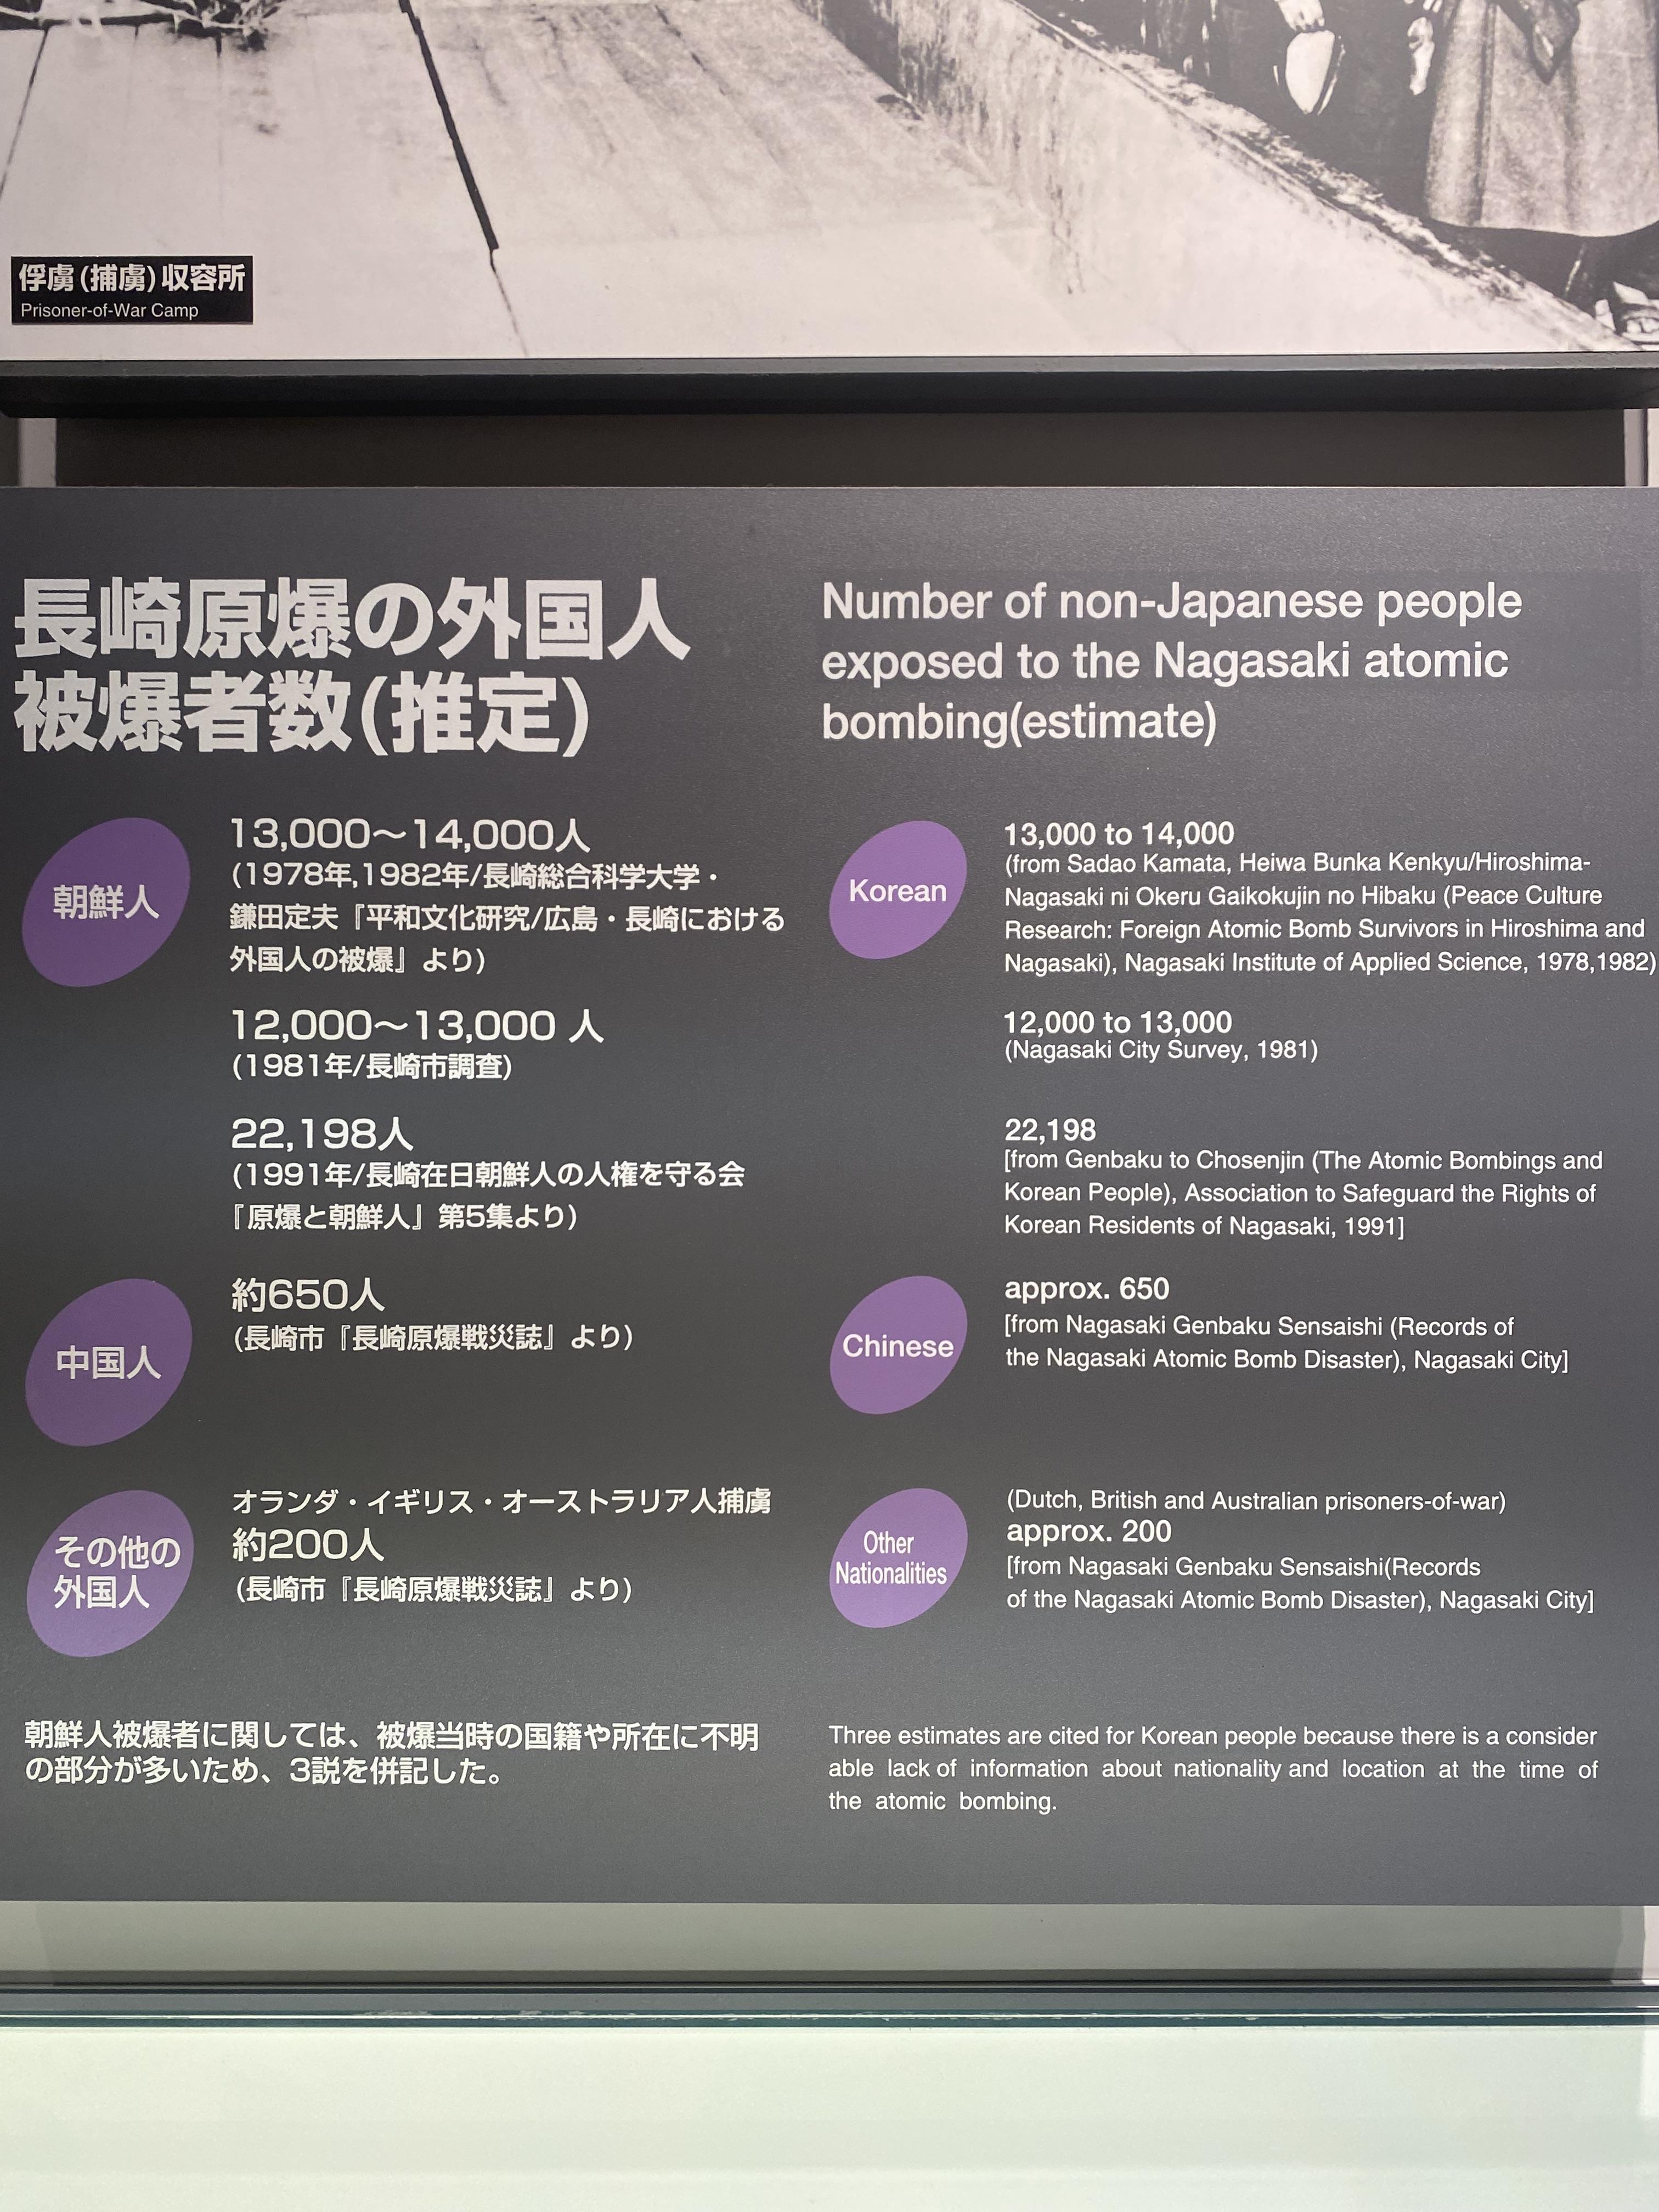 俘虜(捕虜)収容所
Prisoner-of-War Camp
長崎原爆の外国人
被爆者数(推定)
朝鮮人
13,000〜14,000人
(1978年,1982年/長崎総合科学大学・
鎌田定夫『平和文化研究/広島・長崎における
外国人の被爆』より)
12,000〜13,000 人
(1981年/長崎市調査)
22,198人
(1991年/長崎在日朝鮮人の人権を守る会
『原爆と朝鮮人』第5集より)
中国人
約650人
(長崎市『長崎原爆戦災誌』より)
その他の
外国人
オランダ・イギリス・オーストラリア人捕虜
約200人
(長崎市『長崎原爆戦災誌』より)
朝鮮人被爆者に関しては、被爆当時の国籍や所在に不明
の部分が多いため、3説を併記した。
Number of non-Japanese people
exposed to the Nagasaki atomic
bombing(estimate)
Korean
13,000 to 14,000
(from Sadao Kamata, Heiwa Bunka Kenkyu/Hiroshima-
Nagasaki ni Okeru Gaikokujin no Hibaku (Peace Culture
Research: Foreign Atomic Bomb Survivors in Hiroshima and
Nagasaki), Nagasaki Institute of Applied Science, 1978,1982)
12,000 to 13,000
(Nagasaki City Survey, 1981)
22,198
[from Genbaku to Chosenjin (The Atomic Bombings and
Korean People), Association to Safeguard the Rights of
Korean Residents of Nagasaki, 1991]
Chinese
approx. 650
[from Nagasaki Genbaku Sensaishi (Records of
the Nagasaki Atomic Bomb Disaster), Nagasaki City]
Other
Nationalities
(Dutch, British and Australian prisoners-of-war)
approx. 200
[from Nagasaki Genbaku Sensaishi(Records
of the Nagasaki Atomic Bomb Disaster), Nagasaki City]
Three estimates are cited for Korean people because there is a consider
able lack of information about nationality and location at the time of
the atomic bombing.